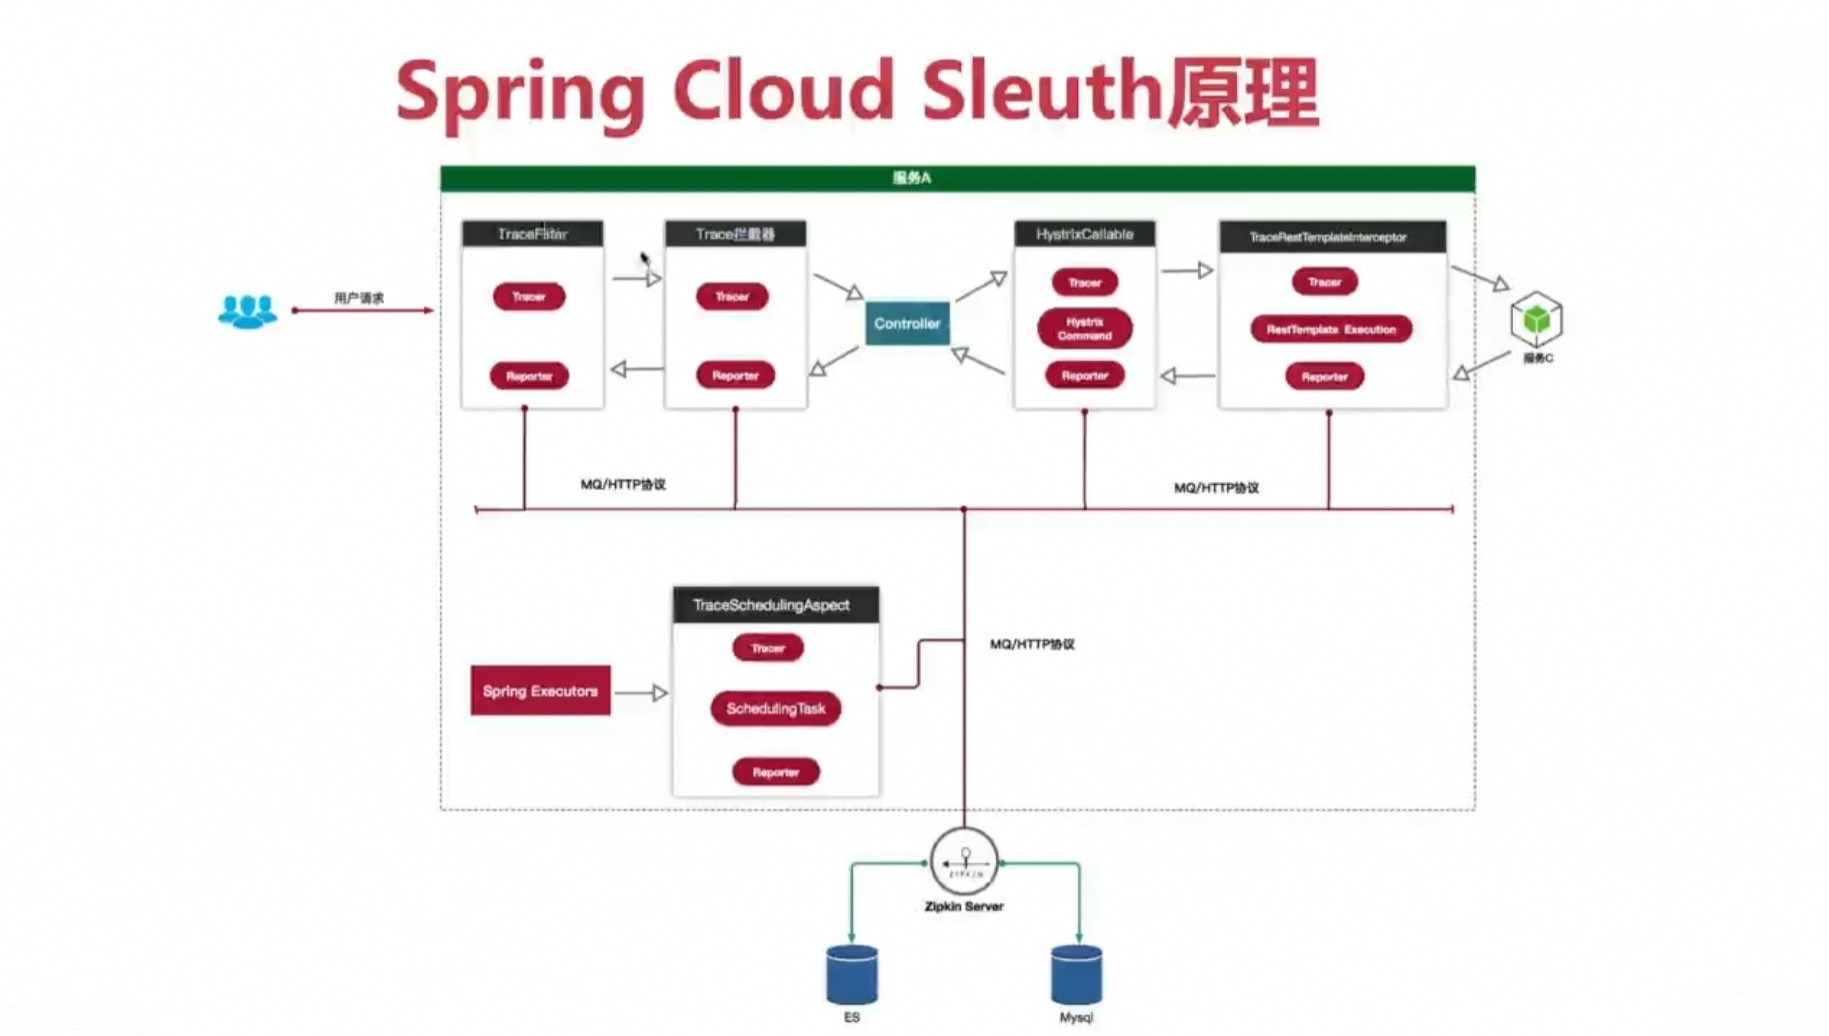 Spring Cloud Sleuth原理
服务A
TraceFilter
Trace拦截器
HystrixCallable
TraceRestTemplateInterceptor
用户请求
Tracer
Tracer
Controller
Tracer
Hystrix
Command
Tracer
RestTemplate Execution
服务C
Reporter
Reporter
Reporter
Reporter
MQ/HTTP协议
MQ/HTTP协议
TraceSchedulingAspect
Tracer
MQ/HTTP协议
Spring Executors
SchedulingTask
Reporter
ZIPKIN
Zipkin Server
ES
Mysql